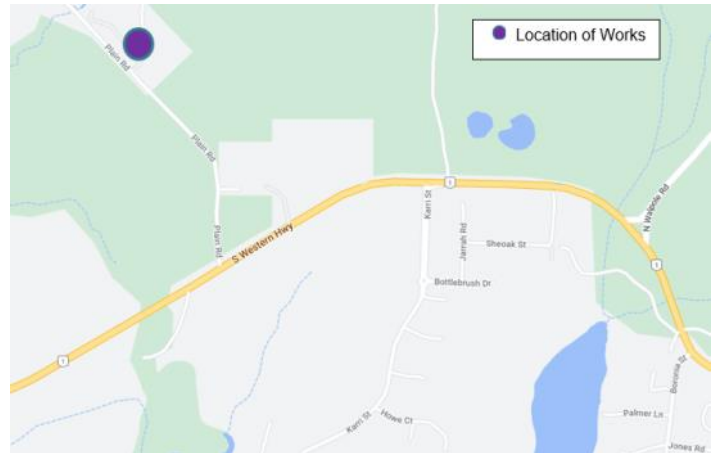 Location of Works
Plain Rd
Plain Rd
Plain Rd
S Western Hwy
1
1
1
Karri St
Jarrah Rd
Sheoak St
N Walpole Rd
Bottlebrush Dr
Karri St
Howe Ct
Boronia St
Palmer Ln
Jones Rd